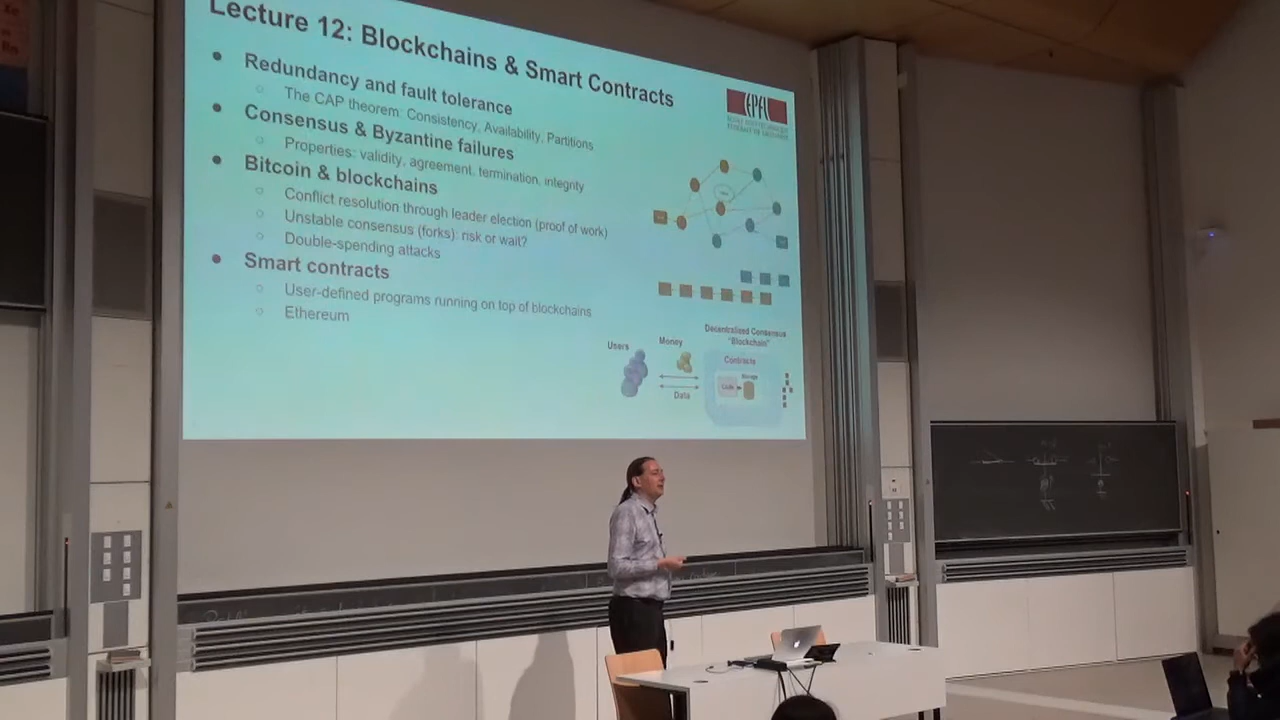 Lecture 12: Blockchains & Smart Contracts
Redundancy and fault tolerance
The CAP theorem: Consistency, Availability, Partitions
Consensus & Byzantine failures
Properties: validity, agreement, termination, integrity
Bitcoin & blockchains
Conflict resolution through leader election (proof of work)
Unstable consensus (forks): risk or wait?
Double-spending attacks
Smart contracts
User-defined programs running on top of blockchains
Ethereum
EPFL
Decentralized Consensus
"Blockchain"
Users
Money
Data
Contracts
Code
Storage